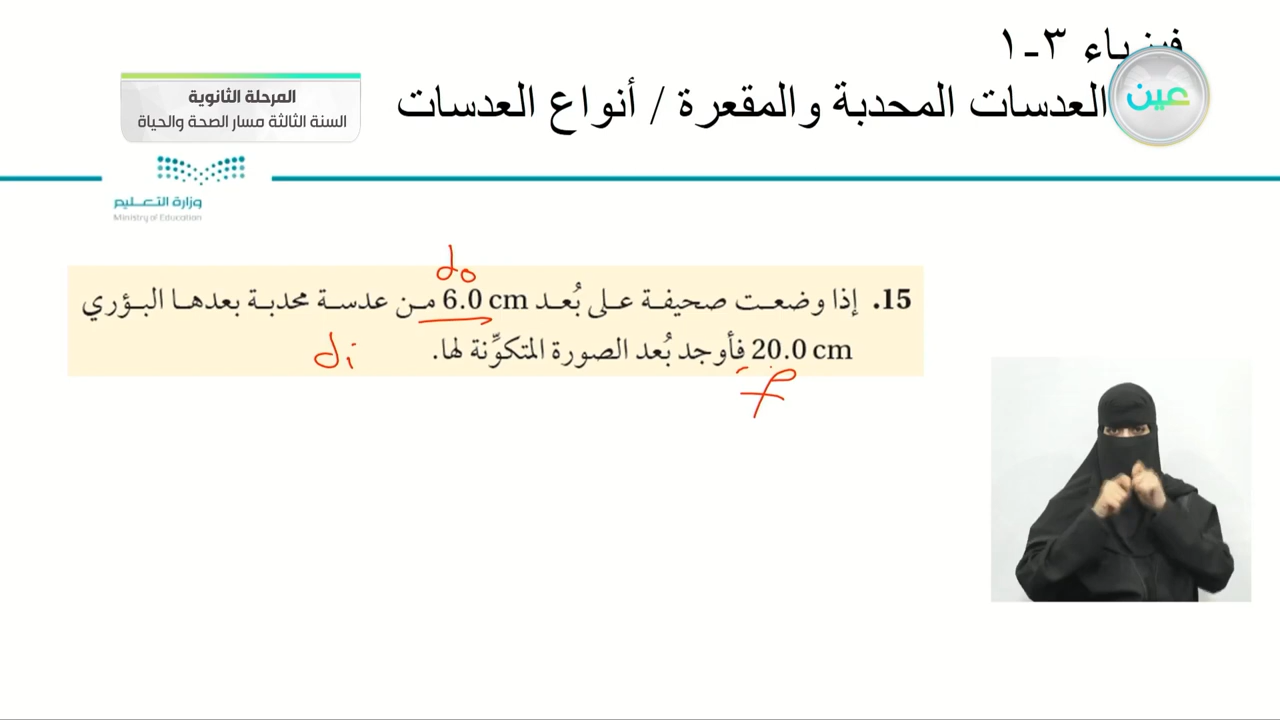 فيزياء ٣-١
العدسات المحدبة والمقعرة / أنواع العدسات
عين
المرحلة الثانوية
السنة الثالثة مسار الصحة والحياة
وزارة التعـليم
Ministry of Education
do
15. إذا وضعت صحيفة على بُعد 6.0 cm من عدسة محدبة بعدها البؤري
20.0 cm فأوجد بُعد الصورة المتكوِّنة لها.
di
f